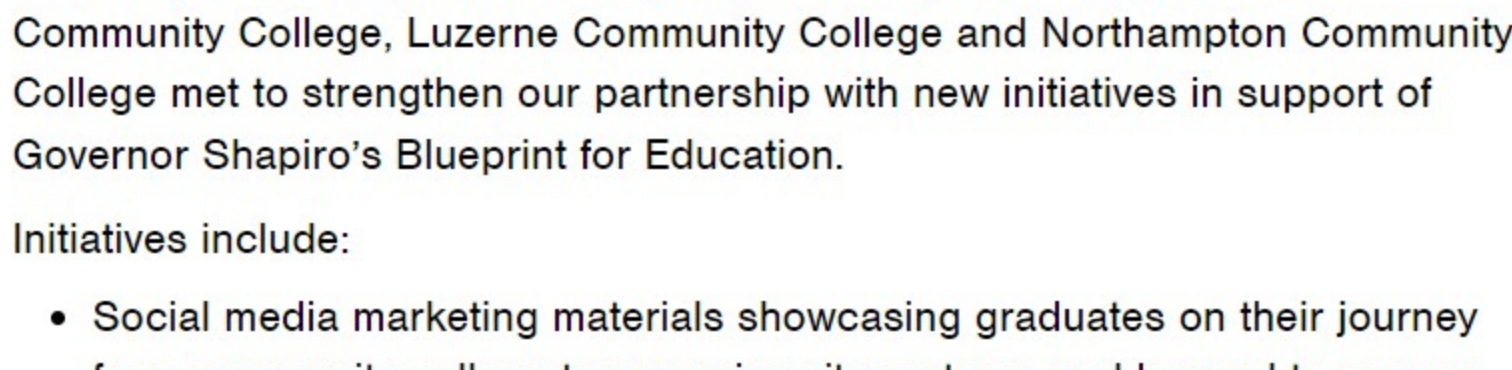 Community College, Luzerne Community College and Northampton Community
College met to strengthen our partnership with new initiatives in support of
Governor Shapiro’s Blueprint for Education.
Initiatives include:
• Social media marketing materials showcasing graduates on their journey